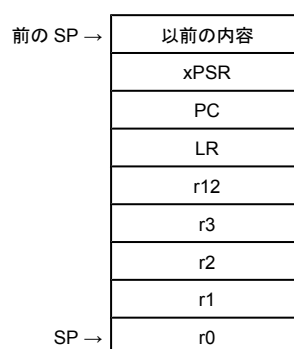 前の SP → 以前の内容
xPSR
PC
LR
r12
r3
r2
r1
SP → r0